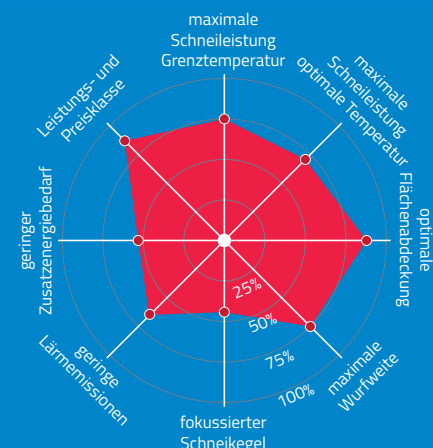 maximale
Schneileistung
Grenztemperatur
maximale
Schneileistung
optimale Temperatur
optimale
Flächenabdeckung
maximale
Wurfweite
fokussierter
Schneikegel
geringe
Lärmemissionen
geringer
Zusatzenergiebedarf
Leistungs- und
Preisklasse
25%
50%
75%
100%